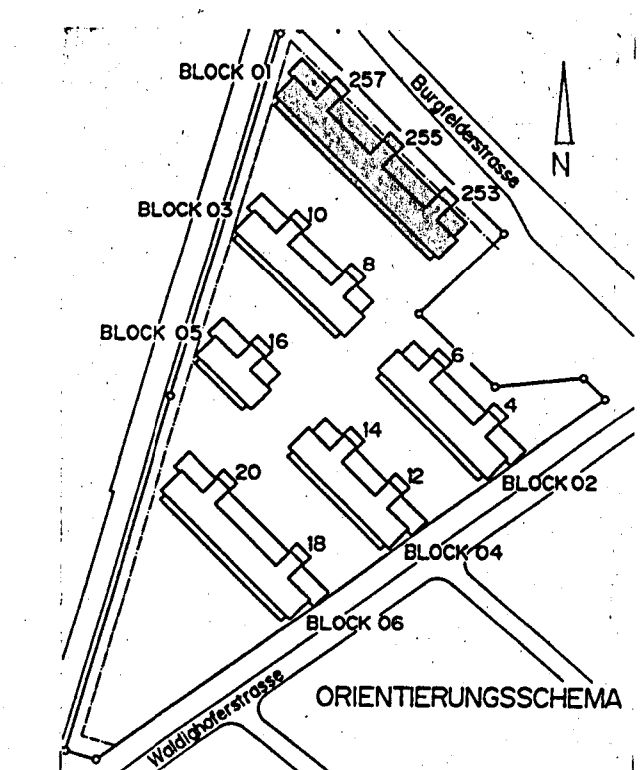 BLOCK 01
257
Burgfelderstrasse
255
N
253
BLOCK 03
10
8
BLOCK 05
16
6
4
14
20
12
BLOCK 02
18
BLOCK 04
BLOCK 06
Waldighoferstrasse
ORIENTIERUNGSSCHEMA